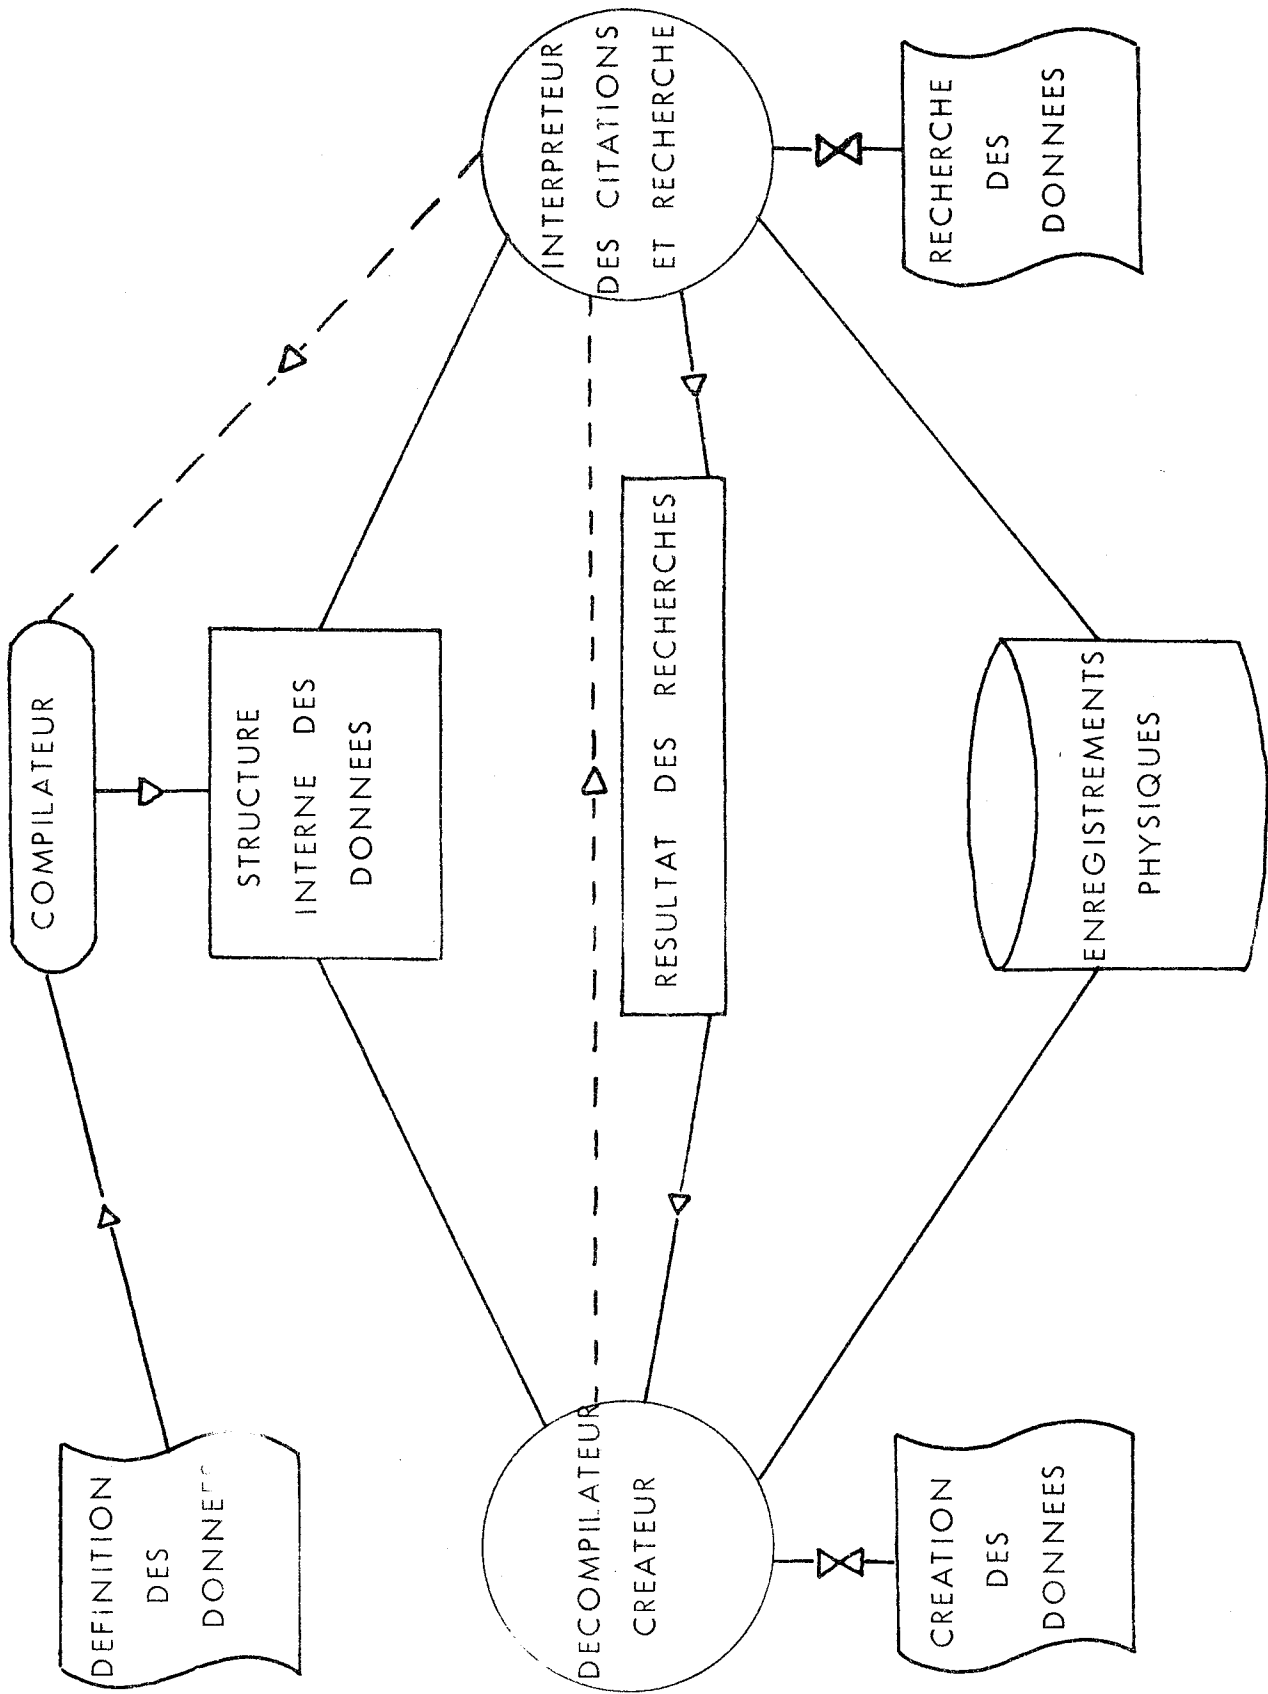 DEFINITION
DES
DONNEES
COMPILATEUR
STRUCTURE
INTERNE DES
DONNEES
INTERPRETEUR
DES CITATIONS
ET RECHERCHE
DECOMPILATEUR
CREATEUR
RESULTAT DES RECHERCHES
CREATION
DES
DONNEES
ENREGISTREMENTS
PHYSIQUES
RECHERCHE
DES
DONNEES